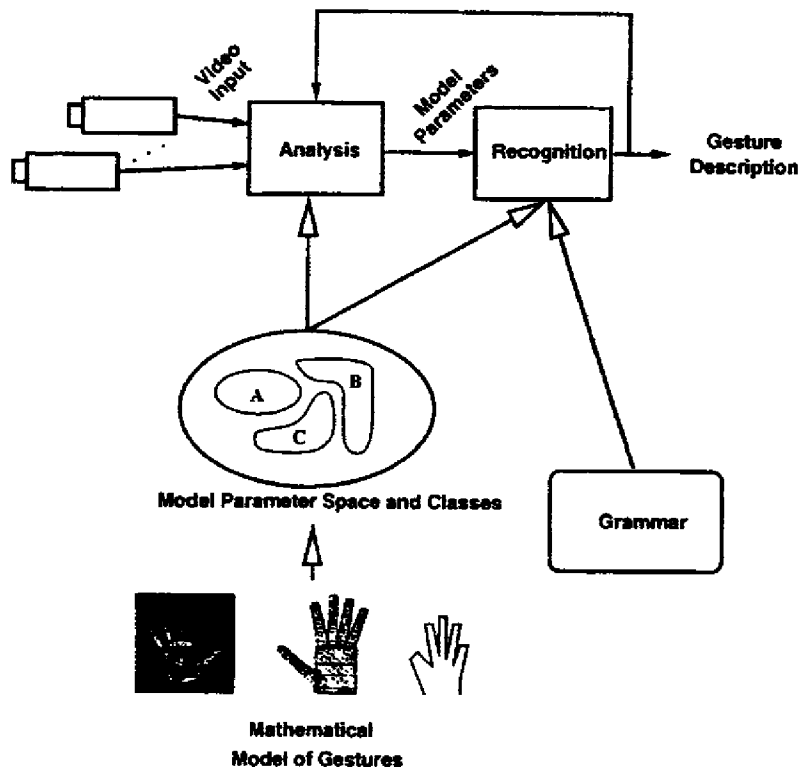 Video
Input
Analysis
Model
Parameters
Recognition
Gesture
Description
A
B
C
Model Parameter Space and Classes
Grammar
Mathematical
Model of Gestures